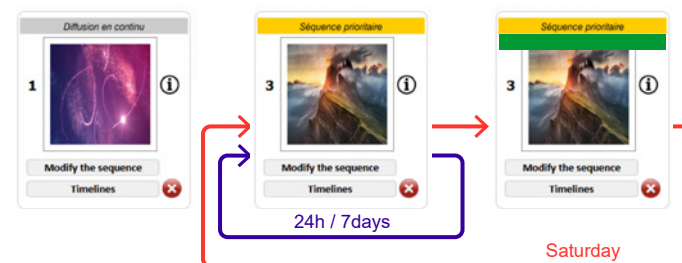 Diffusion en continu
1
Modify the sequence
Timelines
Séquence prioritaire
3
Modify the sequence
Timelines
24h / 7days
Séquence prioritaire
3
Modify the sequence
Timelines
Saturday